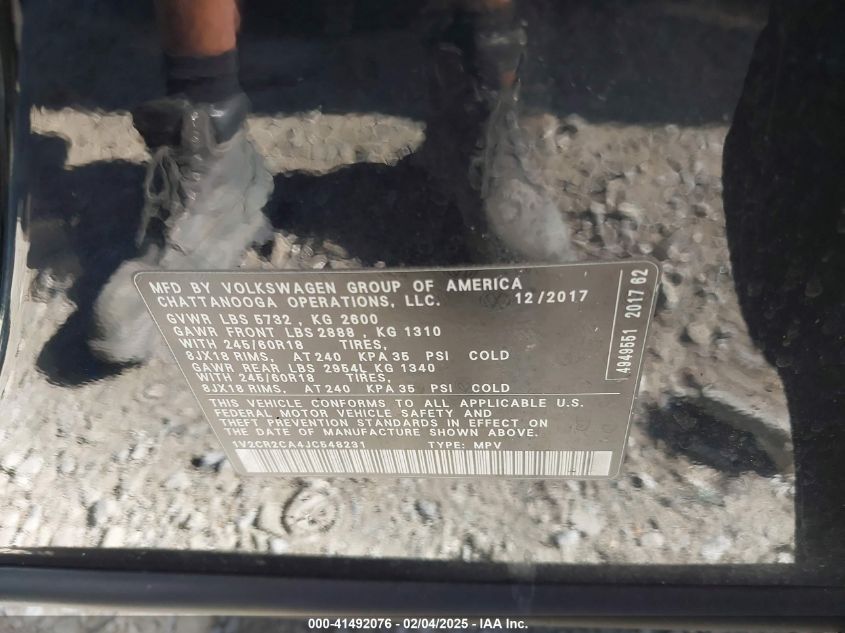 MFD BY VOLKSWAGEN GROUP OF AMERICA
CHATTANOOGA OPERATIONS, LLC. 12/2017
GVWR LBS 5732 , KG 2600
GAWR FRONT LBS 2888 , KG 1310
WITH 245/60R18 TIRES,
8JX18 RIMS, AT 240 KPA 35 PSI COLD
GAWR REAR LBS 2954L KG 1340
WITH 245/60R18 TIRES,
8JX18 RIMS, AT 240 KPA 35 PSI COLD
THIS VEHICLE CONFORMS TO ALL APPLICABLE U.S.
FEDERAL MOTOR VEHICLE SAFETY AND
THEFT PREVENTION STANDARDS IN EFFECT ON
THE DATE OF MANUFACTURE SHOWN ABOVE.
1V2CR2CA4JC548231 TYPE: MPV
4949551 2017 62
000-41492076 - 02/04/2025 - IAA Inc.